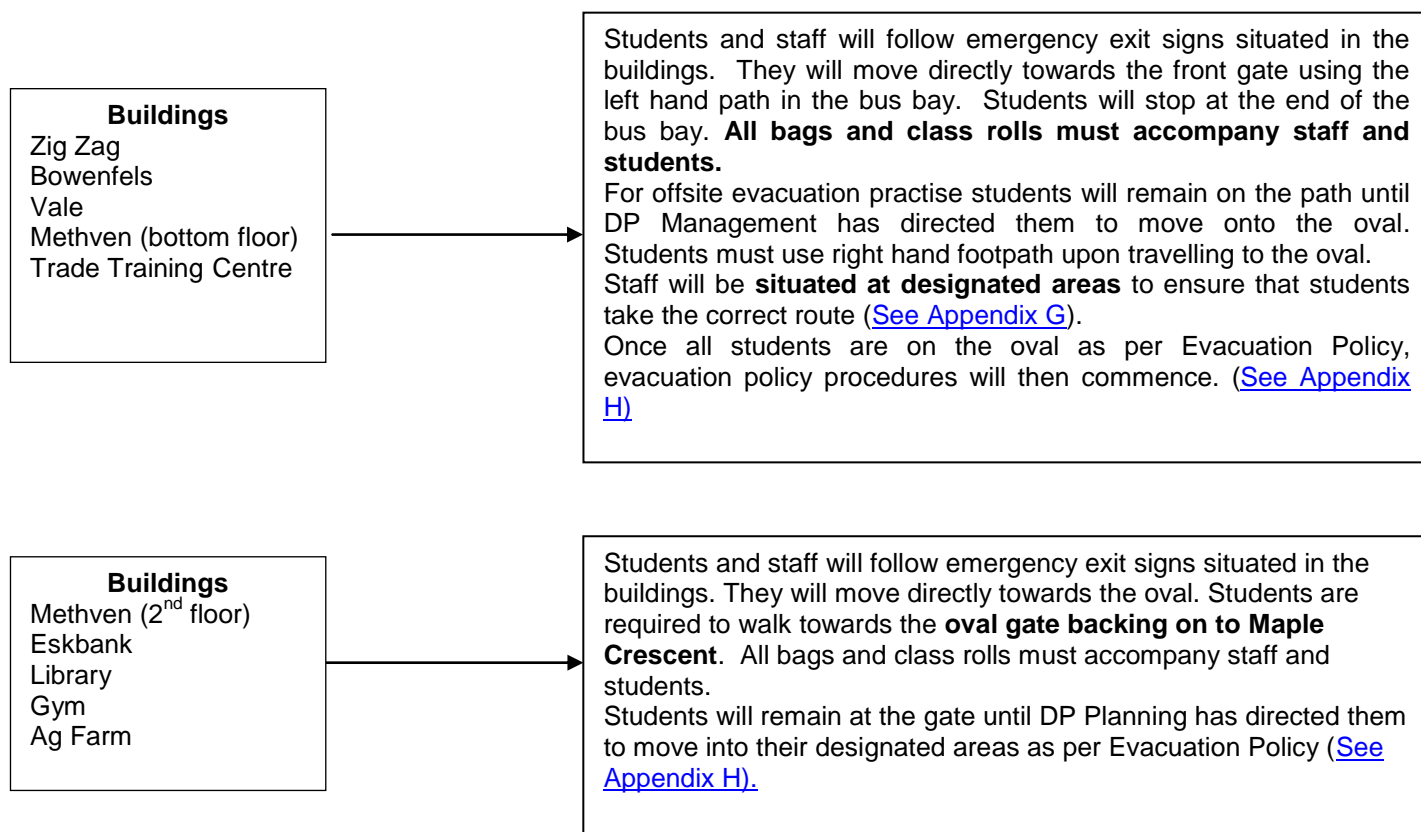 Buildings
Zig Zag
Bowenfels
Vale
Methven (bottom floor)
Trade Training Centre
Students and staff will follow emergency exit signs situated in the
buildings. They will move directly towards the front gate using the
left hand path in the bus bay. Students will stop at the end of the
bus bay. All bags and class rolls must accompany staff and
students.
For offsite evacuation practise students will remain on the path until
DP Management has directed them to move onto the oval.
Students must use right hand footpath upon travelling to the oval.
Staff will be situated at designated areas to ensure that students
take the correct route (See Appendix G).
Once all students are on the oval as per Evacuation Policy,
evacuation policy procedures will then commence. (See Appendix
H)
Buildings
Methven (2nd floor)
Eskbank
Library
Gym
Ag Farm
Students and staff will follow emergency exit signs situated in the
buildings. They will move directly towards the oval. Students are
required to walk towards the oval gate backing on to Maple
Crescent. All bags and class rolls must accompany staff and
students.
Students will remain at the gate until DP Planning has directed them
to move into their designated areas as per Evacuation Policy (See
Appendix H).